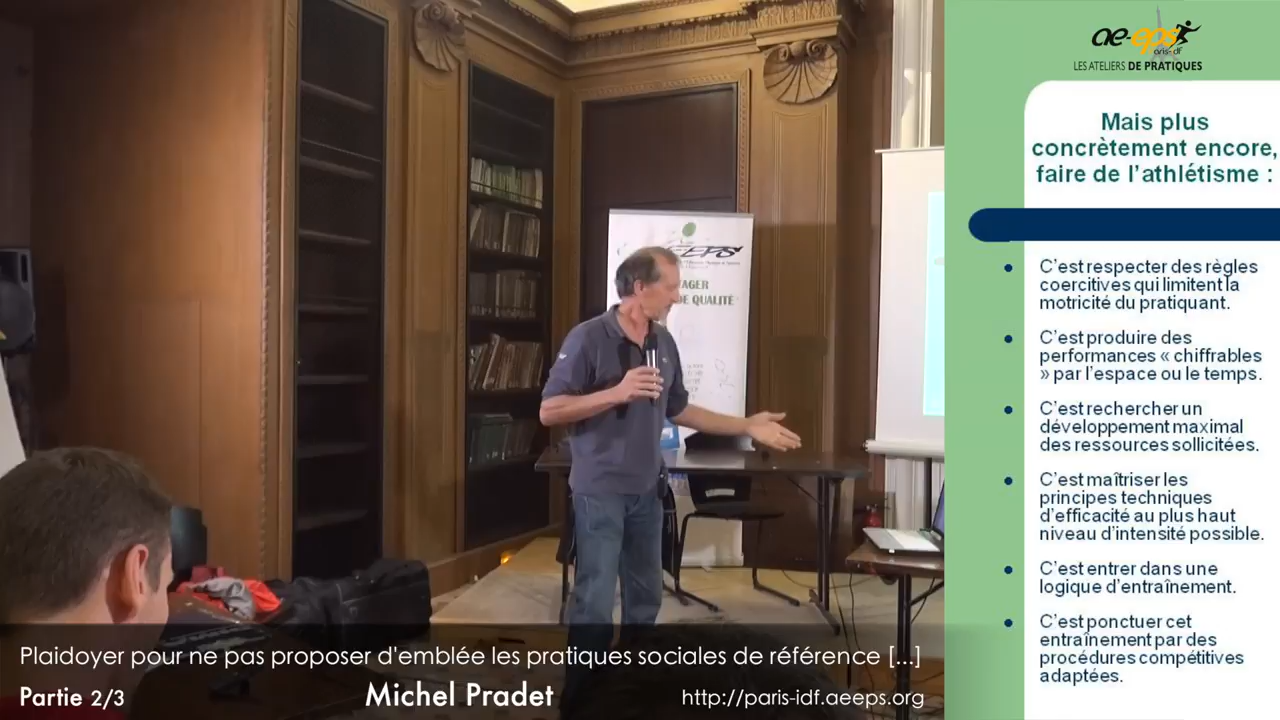 ae-eps
paris-idf
LES ATELIERS DE PRATIQUES
Mais plus
concrètement encore,
faire de l'athlétisme :
C'est respecter des règles
coercitives qui limitent la
motricité du pratiquant.
C'est produire des
performances « chiffrables
» par l'espace ou le temps.
C'est rechercher un
développement maximal
des ressources sollicitées.
C'est maîtriser les
principes techniques
d'efficacité au plus haut
niveau d'intensité possible.
C'est entrer dans une
logique d'entraînement.
C'est ponctuer cet
entraînement par des
procédures compétitives
adaptées.
DE QUALITÉ
Plaidoyer pour ne pas proposer d'emblée les pratiques sociales de référence [...]
Partie 2/3
Michel Pradet
http://paris-idf.aeeps.org